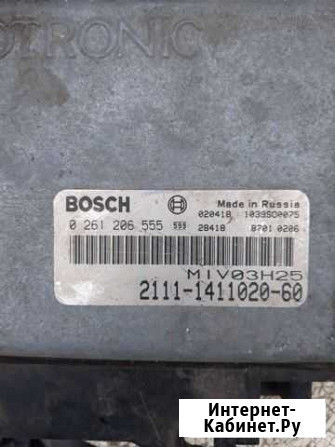 OTRONIC
BOSCH
Made in Russia
020418 1039S00075
0 261 206 555 555
28418 8701 0206
MIV03H25
2111-1411020-60
Интернет-
Кабинет.Ру